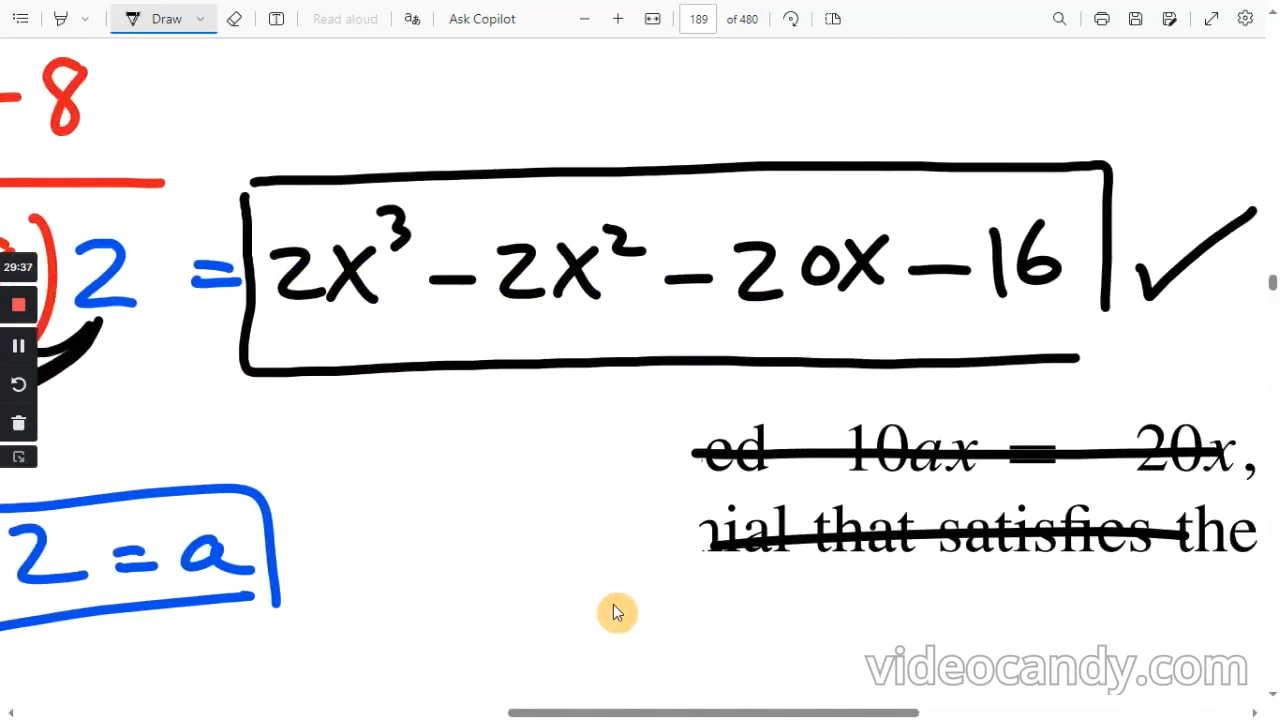 Draw Read aloud Ask Copilot 189 of 480
- 8
) 2 = 2x³ - 2x² - 20x - 16 ✓
29:37
ed 10ax = 20x,
nial that satisfies the
2 = a
videocandy.com